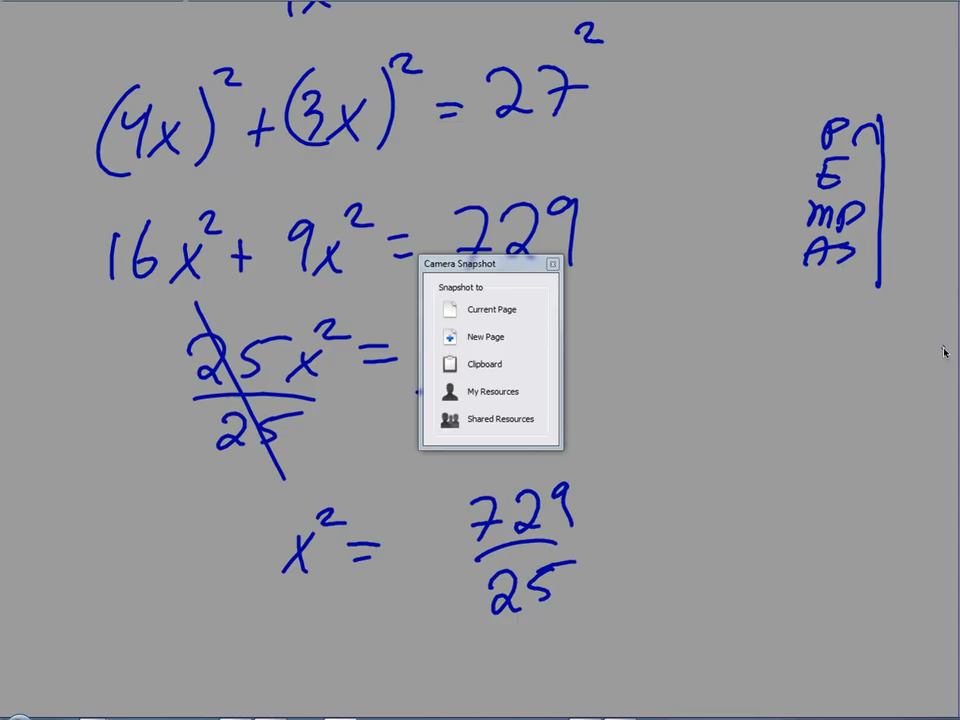 (4x)² + (3x)² = 27²
16x² + 9x² = 729
25x² =
25
x² = 729
25
P
E
MD
AS
Camera Snapshot
Snapshot to
Current Page
New Page
Clipboard
My Resources
Shared Resources